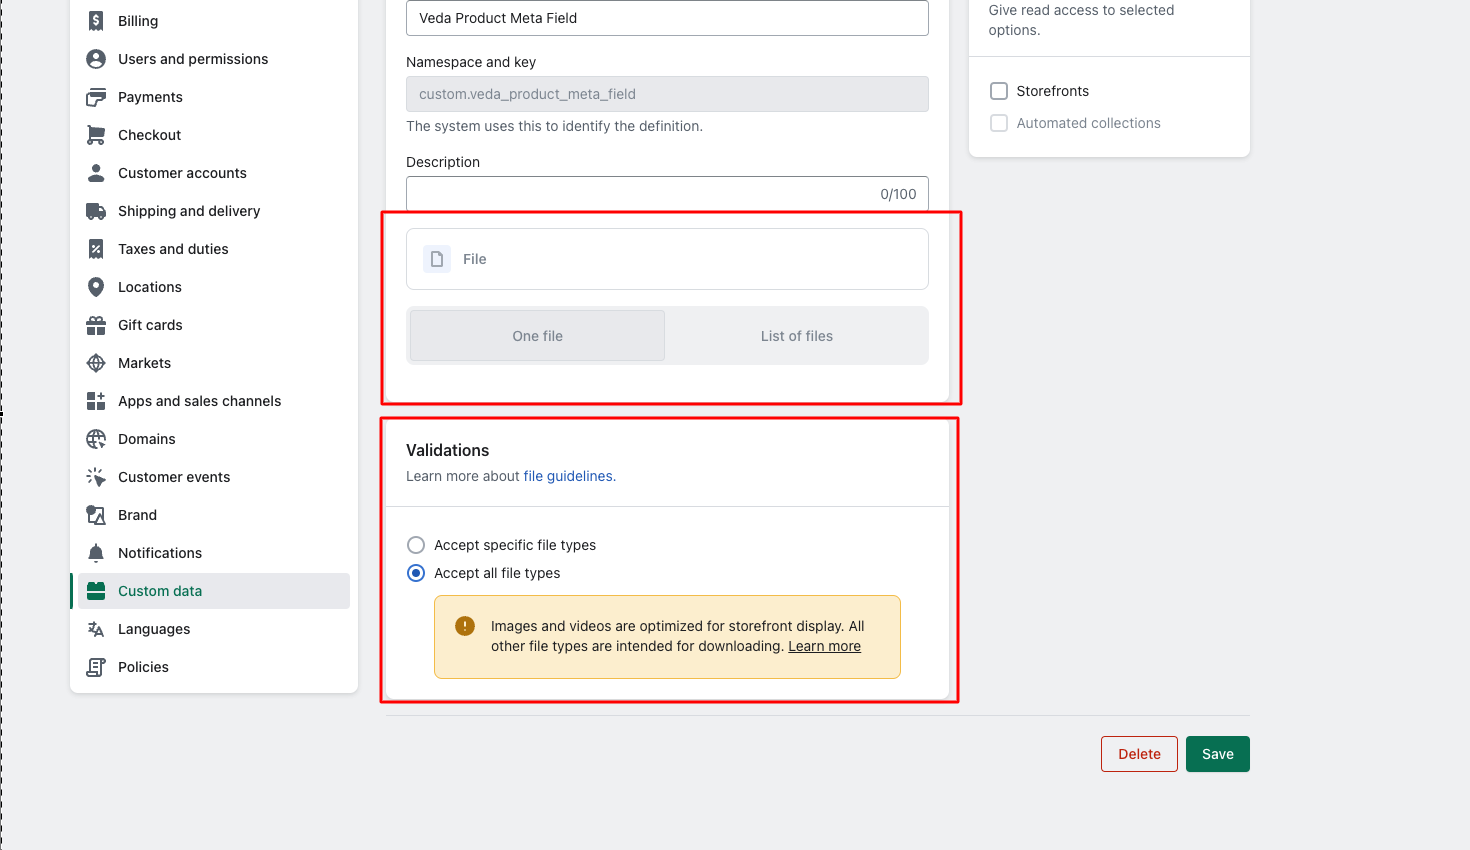 Billing
Users and permissions
Payments
Checkout
Customer accounts
Shipping and delivery
Taxes and duties
Locations
Gift cards
Markets
Apps and sales channels
Domains
Customer events
Brand
Notifications
Custom data
Languages
Policies
Veda Product Meta Field
Namespace and key
custom.veda_product_meta_field
The system uses this to identify the definition.
Description
0/100
File
One file
List of files
Validations
Learn more about file guidelines.
Accept specific file types
Accept all file types
Images and videos are optimized for storefront display. All
other file types are intended for downloading. Learn more
Give read access to selected
options.
Storefronts
Automated collections
Delete
Save